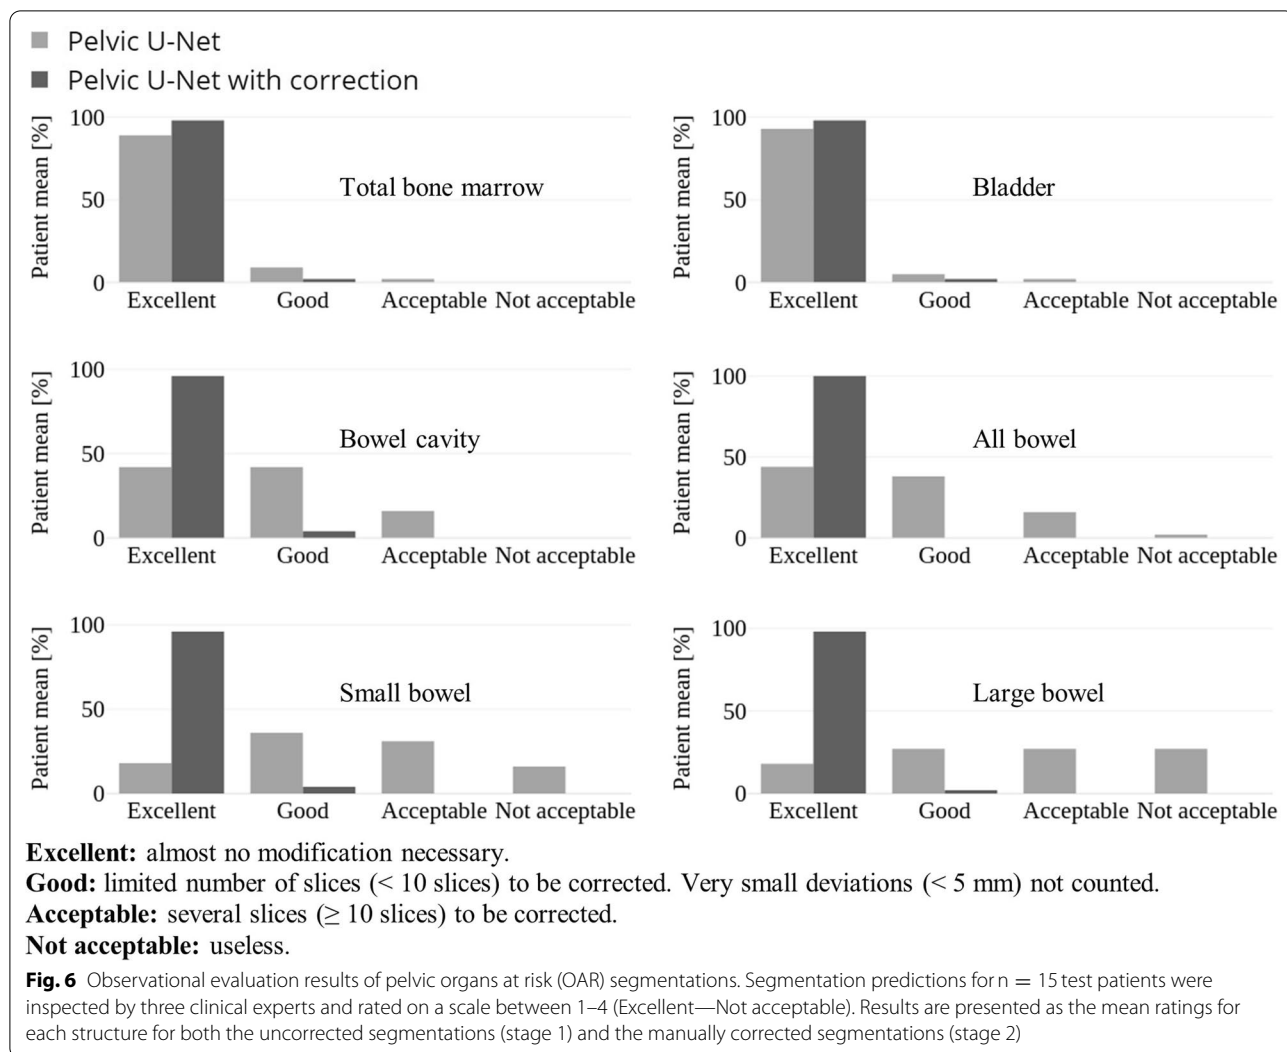 Pelvic U-Net
Pelvic U-Net with correction
Patient mean [%]
100
50
0
Total bone marrow
Excellent Good Acceptable Not acceptable
Patient mean [%]
100
50
0
Bladder
Excellent Good Acceptable Not acceptable
Patient mean [%]
100
50
0
Bowel cavity
Excellent Good Acceptable Not acceptable
Patient mean [%]
100
50
0
All bowel
Excellent Good Acceptable Not acceptable
Patient mean [%]
100
50
0
Small bowel
Excellent Good Acceptable Not acceptable
Patient mean [%]
100
50
0
Large bowel
Excellent Good Acceptable Not acceptable
Excellent: almost no modification necessary.
Good: limited number of slices (< 10 slices) to be corrected. Very small deviations (< 5 mm) not counted.
Acceptable: several slices (≥ 10 slices) to be corrected.
Not acceptable: useless.
Fig. 6 Observational evaluation results of pelvic organs at risk (OAR) segmentations. Segmentation predictions for n = 15 test patients were
inspected by three clinical experts and rated on a scale between 1–4 (Excellent—Not acceptable). Results are presented as the mean ratings for
each structure for both the uncorrected segmentations (stage 1) and the manually corrected segmentations (stage 2)